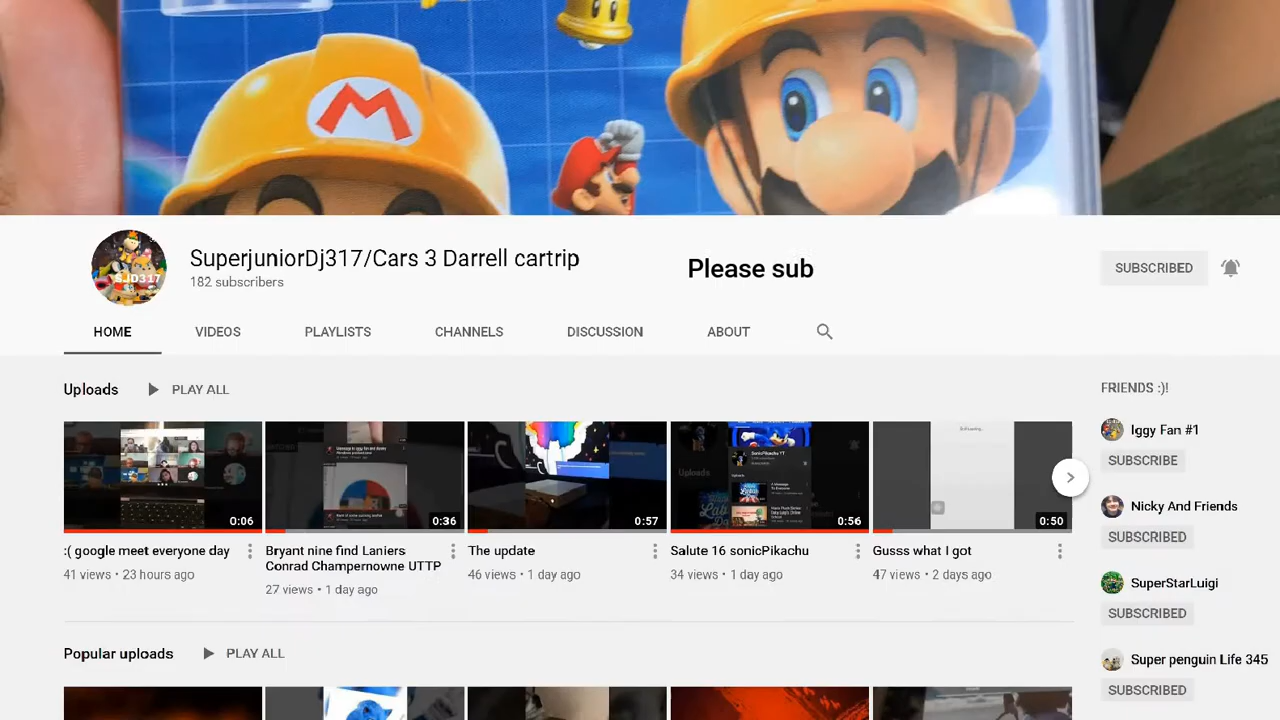 M
SuperjuniorDj317/Cars 3 Darrell cartrip
182 subscribers
Please sub
SUBSCRIBED
SJD317
HOME VIDEOS PLAYLISTS CHANNELS DISCUSSION ABOUT
Uploads PLAY ALL
0:06
0:36
0:57
0:56
0:50
:( google meet everyone day
41 views • 23 hours ago
Bryant nine find Laniers
Conrad Champernowne UTTP
27 views • 1 day ago
The update
46 views • 1 day ago
Salute 16 sonicPikachu
34 views • 1 day ago
Gusss what I got
47 views • 2 days ago
Popular uploads PLAY ALL
FRIENDS :)!
Iggy Fan #1
SUBSCRIBE
Nicky And Friends
SUBSCRIBED
SuperStarLuigi
SUBSCRIBED
Super penguin Life 345
SUBSCRIBED